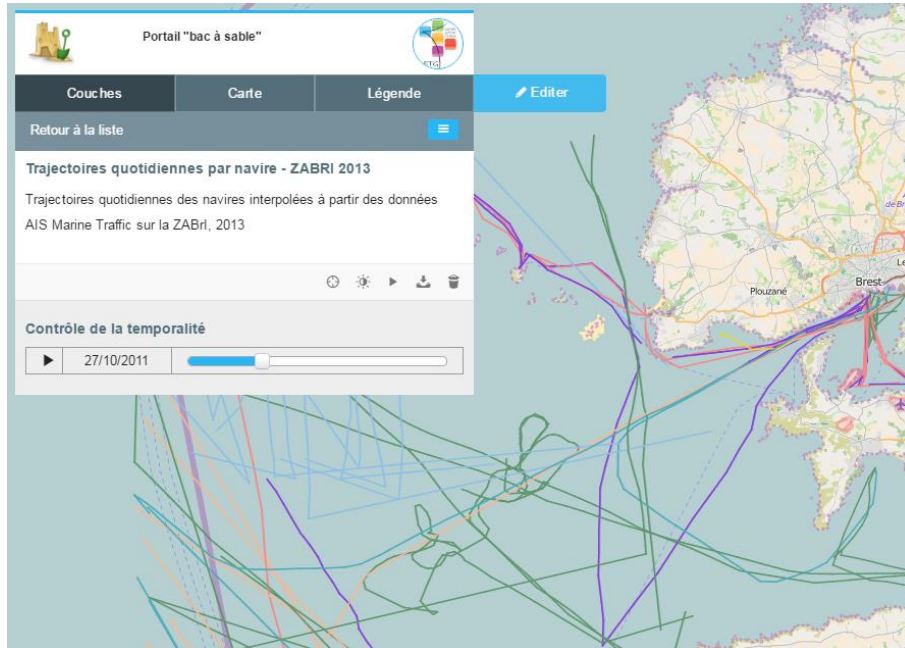 Portail "bac à sable"
ETG
Couches
Carte
Légende
Editer
Retour à la liste
Trajectoires quotidiennes par navire - ZABRI 2013
Trajectoires quotidiennes des navires interpolées à partir des données
AIS Marine Traffic sur la ZABrI, 2013
Contrôle de la temporalité
27/10/2011
Plouzané
Brest